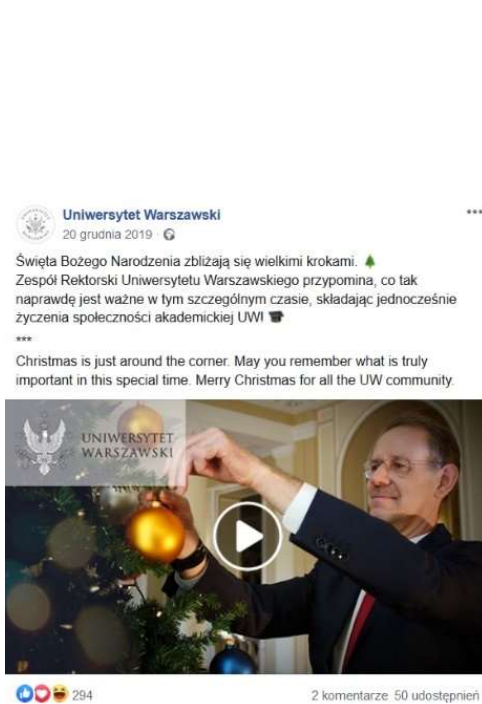 Uniwersytet Warszawski
20 grudnia 2019
Święta Bożego Narodzenia zbliżają się wielkimi krokami.
Zespół Rektorski Uniwersytetu Warszawskiego przypomina, co tak
naprawdę jest ważne w tym szczególnym czasie, składając jednocześnie
życzenia społeczności akademickiej UW!
***
Christmas is just around the corner. May you remember what is truly
important in this special time. Merry Christmas for all the UW community.
UNIWERSYTET
WARSZAWSKI
294
2 komentarze 50 udostępnień